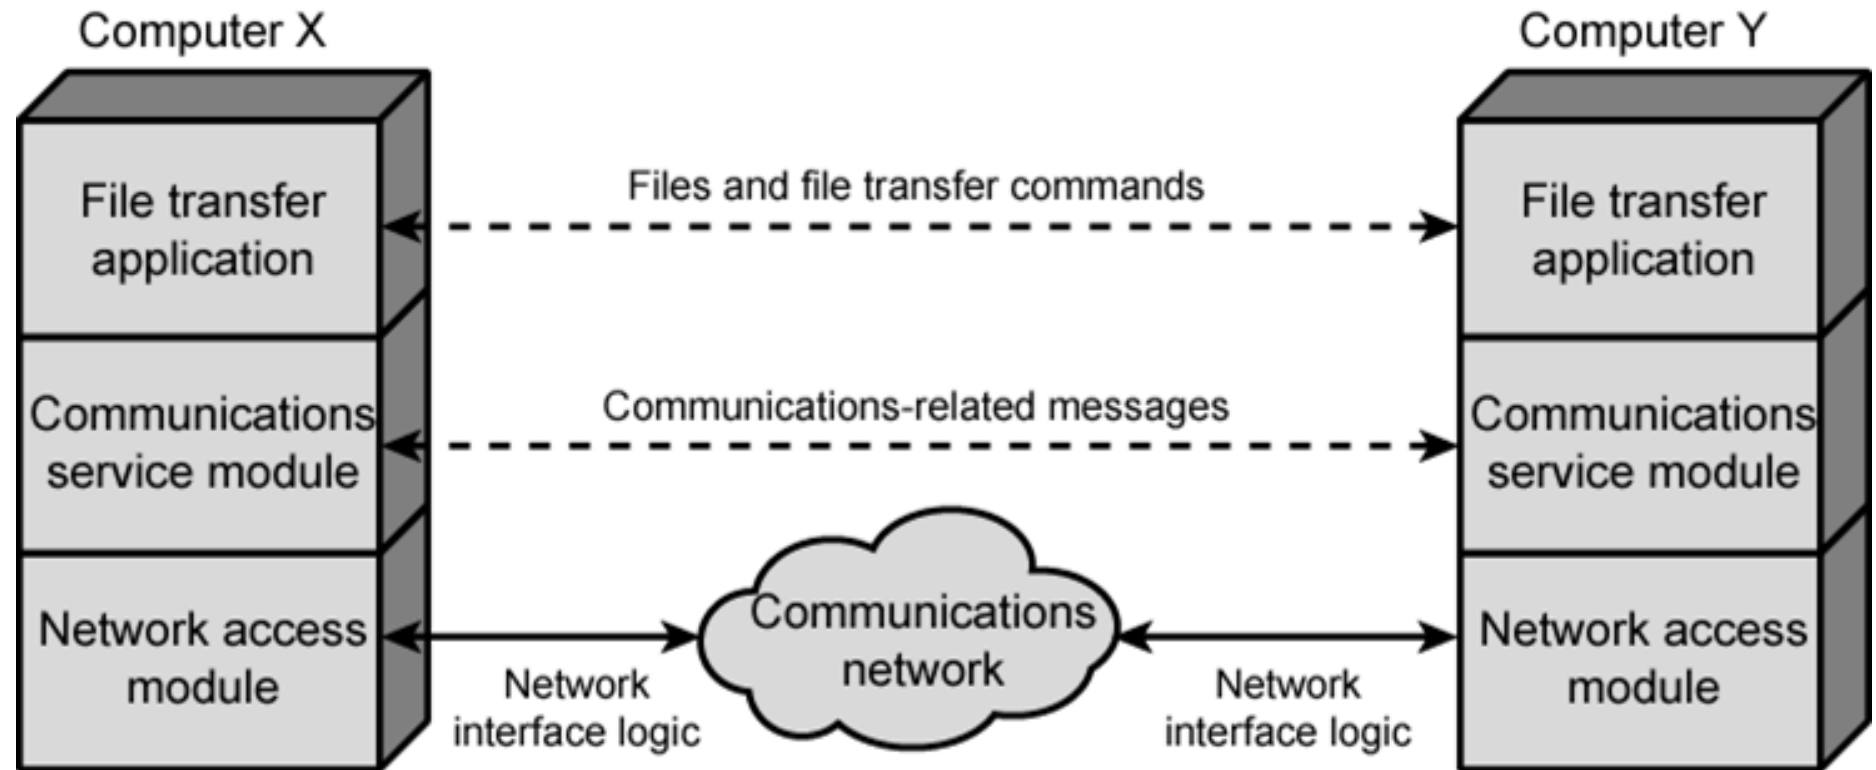 Computer X
Computer Y
File transfer
application
Files and file transfer commands
File transfer
application
Communications
service module
Communications-related messages
Communications
service module
Network access
module
Network
interface logic
Communications
network
Network
interface logic
Network access
module